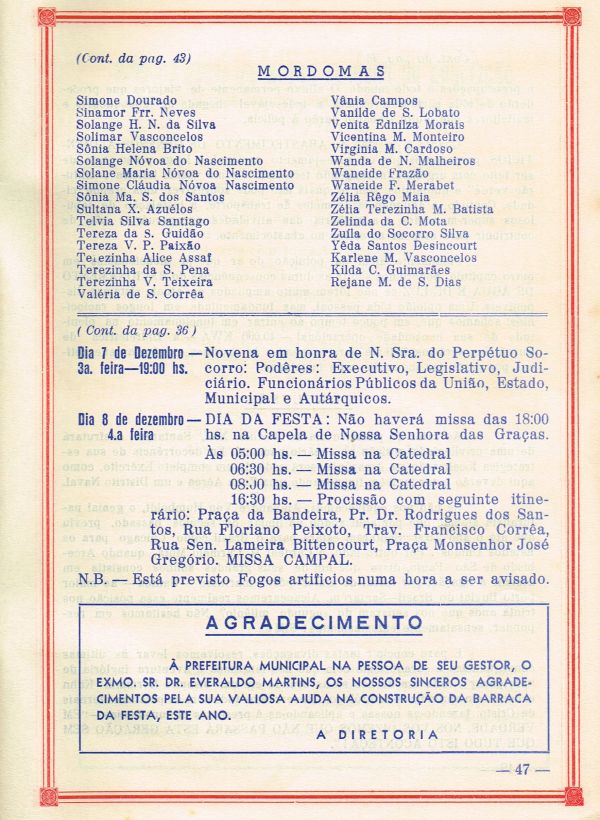 (Cont. da pag. 43)
MORDOMAS
Simone Dourado
Sinamor Frr. Neves
Solange H. N. da Silva
Solimar Vasconcelos
Sônia Helena Brito
Solange Nóvoa do Nascimento
Solane Maria Nóvoa do Nascimento
Simone Cláudia Nóvoa Nascimento
Sônia Ma. S. dos Santos
Sultana X. Azuélos
Telvia Silva Santiago
Tereza da S. Guidão
Tereza V. P. Paixão
Terezinha Alice Assaf
Terezinha da S. Pena
Terezinha V. Teixeira
Valéria de S. Corrêa
Vânia Campos
Vanilde de S. Lobato
Venita Ednilza Morais
Vicentina M. Monteiro
Virgínia M. Cardoso
Wanda de N. Malheiros
Waneide Frazão
Waneide F. Merabet
Zélia Rêgo Maia
Zélia Terezinha M. Batista
Zelinda da C. Mota
Zuíla do Socorro Silva
Yêda Santos Desincourt
Karlene M. Vasconcelos
Kilda C. Guimarães
Rejane M. de S. Dias
(Cont. da pag. 36)
Dia 7 de Dezembro — Novena em honra de N. Sra. do Perpétuo So-
3a. feira—19:00 hs. corro: Podêres: Executivo, Legislativo, Judi-
ciário. Funcionários Públicos da União, Estado,
Municipal e Autárquicos.
Dia 8 de dezembro — DIA DA FESTA: Não haverá missa das 18:00
4.a feira hs. na Capela de Nossa Senhora das Graças.
Às 05:00 hs. — Missa na Catedral
06:30 hs. — Missa na Catedral
08:00 hs. — Missa na Catedral
16:30 hs. — Procissão com seguinte itine-
rário: Praça da Bandeira, Pr. Dr. Rodrigues dos San-
tos, Rua Floriano Peixoto, Trav. Francisco Corrêa,
Rua Sen. Lameira Bittencourt, Praça Monsenhor José
Gregório. MISSA CAMPAL.
N.B. — Está previsto Fogos artificios numa hora a ser avisado.
AGRADECIMENTO
À PREFEITURA MUNICIPAL NA PESSOA DE SEU GESTOR, O
EXMO. SR. DR. EVERALDO MARTINS, OS NOSSOS SINCEROS AGRADE-
CIMENTOS PELA SUA VALIOSA AJUDA NA CONSTRUÇÃO DA BARRACA
DA FESTA, ESTE ANO.
A DIRETORIA
— 47 —